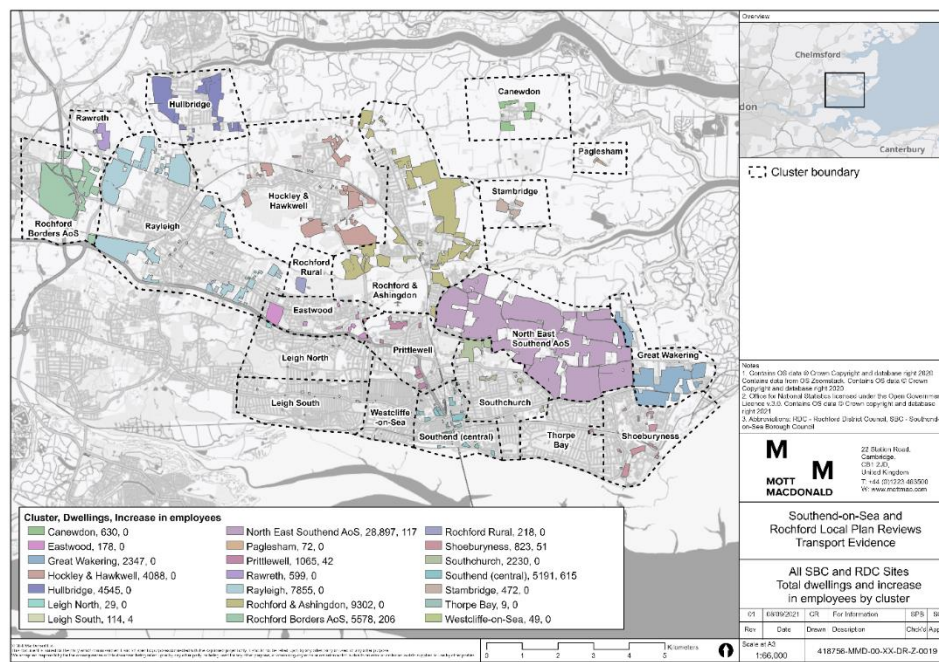 Overview
Chelmsford
don
Canterbury
Cluster boundary
Hullbridge
Rawreth
Canewdon
Paglesham
Stambridge
Hockley
& Hawkwell
Rayleigh
Rochford
Borders AoS
Rochford
Rural
Rochford &
Ashingdon
Eastwood
North East
Southend AoS
Great Wakering
Prittlewell
Leigh North
Leigh South
Westcliffe
-on-Sea
Southchurch
Southend (central)
Thorpe
Bay
Shoeburyness
Cluster, Dwellings, Increase in employees
Canewdon, 630, 0
Eastwood, 178, 0
Great Wakering, 2347, 0
Hockley & Hawkwell, 4088, 0
Hullbridge, 4545, 0
Leigh North, 29, 0
Leigh South, 114, 4
North East Southend AoS, 28,897, 117
Paglesham, 72, 0
Prittlewell, 1065, 42
Rawreth, 599, 0
Rayleigh, 7855, 0
Rochford & Ashingdon, 9302, 0
Rochford Borders AoS, 5578, 206
Rochford Rural, 218, 0
Shoeburyness, 823, 51
Southchurch, 2230, 0
Southend (central), 5191, 615
Stambridge, 472, 0
Thorpe Bay, 9, 0
Westcliffe-on-Sea, 49, 0
0 1 2 3 4 5
Kilometers
Notes
1. Contains OS data © Crown Copyright and database right 2020
Contains data from OS Zoomstack. Contains OS data © Crown
Copyright and database right 2020
2. Office for National Statistics licensed under the Open Governme
Licence v.3.0. Contains OS data © Crown copyright and database
right 2021
3. Abbreviations: RDC - Rochford District Council, SBC - Southend-
on-Sea Borough Council
M
M
MOTT
MACDONALD
22 Station Road,
Cambridge,
CB1 2JD,
United Kingdom
T: +44 (0)1223 463500
W: www.mottmac.com
Southend-on-Sea and
Rochford Local Plan Reviews
Transport Evidence
All SBC and RDC Sites
Total dwellings and increase
in employees by cluster
01 08/09/2021 CR For Information SPS
Rev Date Drawn Description Chck'd App
Scale at A3
1:66,000
418756-MMD-00-XX-DR-Z-0019